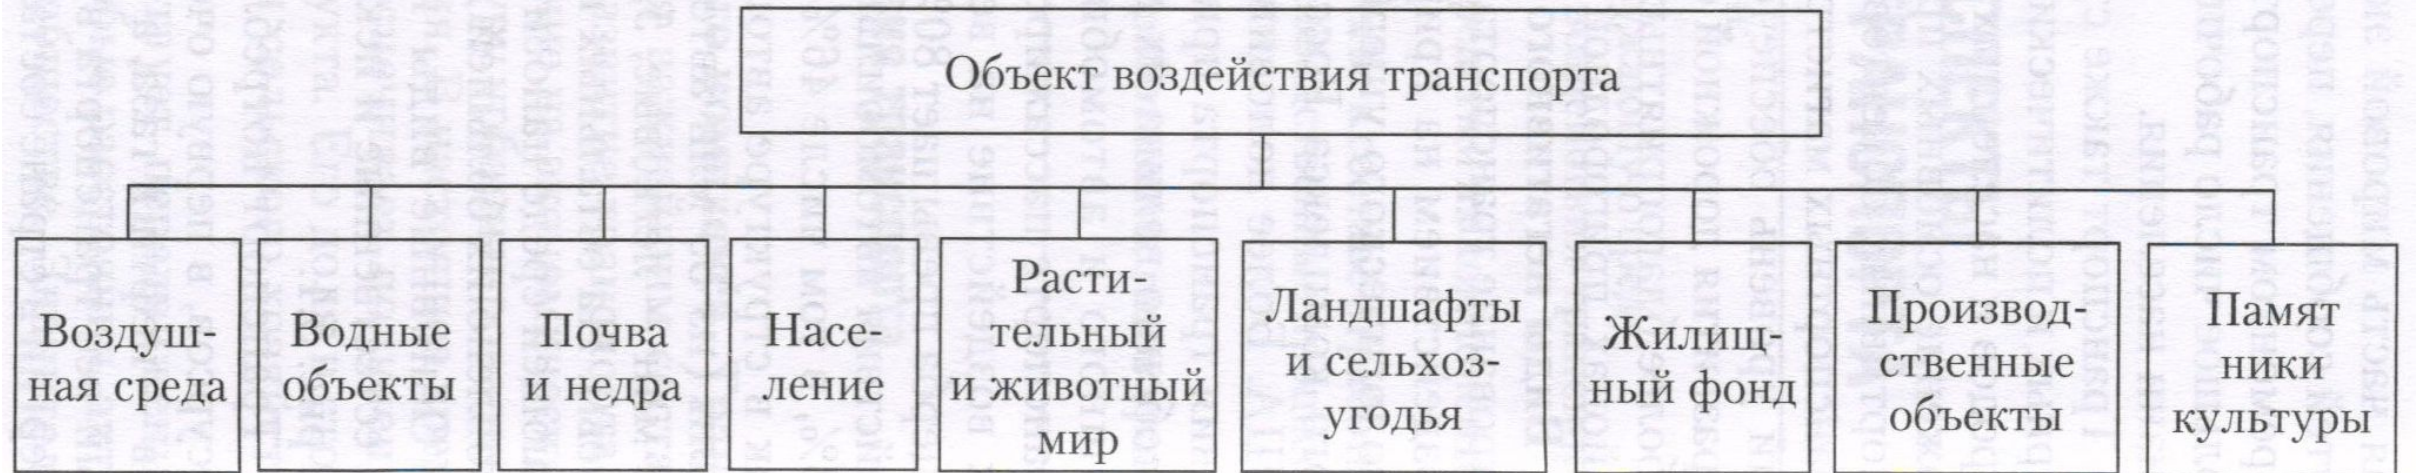 Объект воздействия транспорта
Воздуш-
ная среда
Водные
объекты
Почва
и недра
Насе-
ление
Расти-
тельный
и животный
мир
Ландшафты
и сельхоз-
угодья
Жилищ-
ный фонд
Производ-
ственные
объекты
Памят
ники
культуры